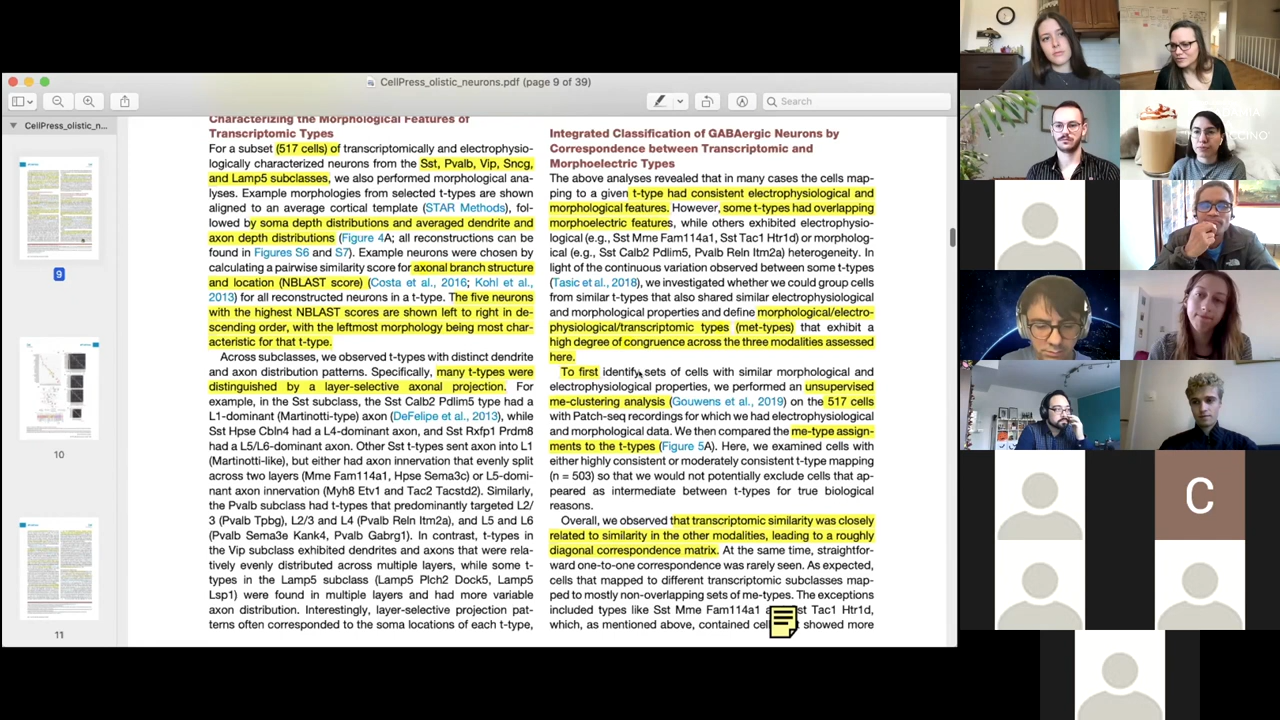 CellPress_olistic_neurons.pdf (page 9 of 39)
Search
CellPress_olistic_n...
9
10
11
Characterizing the Morphological Features of
Transcriptomic Types
For a subset (517 cells) of transcriptomically and electrophysio-
logically characterized neurons from the Sst, Pvalb, Vip, Sncg,
and Lamp5 subclasses, we also performed morphological ana-
lyses. Example morphologies from selected t-types are shown
aligned to an average cortical template (STAR Methods), fol-
lowed by soma depth distributions and averaged dendrite and
axon depth distributions (Figure 4A; all reconstructions can be
found in Figures S6 and S7). Example neurons were chosen by
calculating a pairwise similarity score for axonal branch structure
and location (NBLAST score) (Costa et al., 2016; Kohl et al.,
2013) for all reconstructed neurons in a t-type. The five neurons
with the highest NBLAST scores are shown left to right in de-
scending order, with the leftmost morphology being most char-
acteristic for that t-type.
Across subclasses, we observed t-types with distinct dendrite
and axon distribution patterns. Specifically, many t-types were
distinguished by a layer-selective axonal projection. For
example, in the Sst subclass, the Sst Calb2 Pdlim5 type had a
L1-dominant (Martinotti-type) axon (DeFelipe et al., 2013), while
Sst Hpse Cbln4 had a L4-dominant axon, and Sst Rxfp1 Prdm8
had a L5/L6-dominant axon. Other Sst t-types sent axon into L1
(Martinotti-like), but either had axon innervation that evenly split
across two layers (Mme Fam114a1, Hpse Sema3c) or L5-domi-
nant axon innervation (Myh8 Etv1 and Tac2 Tacstd2). Similarly,
the Pvalb subclass had t-types that predominantly targeted L2/
3 (Pvalb Tpbg), L2/3 and L4 (Pvalb Reln Itm2a), and L5 and L6
(Pvalb Sema3e Kank4, Pvalb Gabrg1). In contrast, t-types in
the Vip subclass exhibited dendrites and axons that were rela-
tively evenly distributed across multiple layers, while some t-
types in the Lamp5 subclass (Lamp5 Plch2 Dock5, Lamp5
Lsp1) were found in multiple layers and had more variable
axon distribution. Interestingly, layer-selective projection pat-
terns often corresponded to the soma locations of each t-type,
Integrated Classification of GABAergic Neurons by
Correspondence between Transcriptomic and
Morphoelectric Types
The above analyses revealed that in many cases the cells map-
ping to a given t-type had consistent electrophysiological and
morphological features. However, some t-types had overlapping
morphoelectric features, while others exhibited electrophysio-
logical (e.g., Sst Mme Fam114a1, Sst Tac1 Htr1d) or morpholog-
ical (e.g., Sst Calb2 Pdlim5, Pvalb Reln Itm2a) heterogeneity. In
light of the continuous variation observed between some t-types
(Tasic et al., 2018), we investigated whether we could group cells
from similar t-types that also shared similar electrophysiological
and morphological properties and define morphological/electro-
physiological/transcriptomic types (met-types) that exhibit a
high degree of congruence across the three modalities assessed
here.
To first identify sets of cells with similar morphological and
electrophysiological properties, we performed an unsupervised
me-clustering analysis (Gouwens et al., 2019) on the 517 cells
with Patch-seq recordings for which we had electrophysiological
and morphological data. We then compared the me-type assign-
ments to the t-types (Figure 5A). Here, we examined cells with
either highly consistent or moderately consistent t-type mapping
(n = 503) so that we would not potentially exclude cells that ap-
peared as intermediate between t-types for true biological
reasons.
Overall, we observed that transcriptomic similarity was closely
related to similarity in the other modalities, leading to a roughly
diagonal correspondence matrix. At the same time, straightfor-
ward one-to-one correspondence was rarely seen. As expected,
cells that mapped to different transcriptomic subclasses map-
ped to mostly non-overlapping sets of me-types. The exceptions
included types like Sst Mme Fam114a1 Tac1 Htr1d,
which, as mentioned above, contained showed more
C